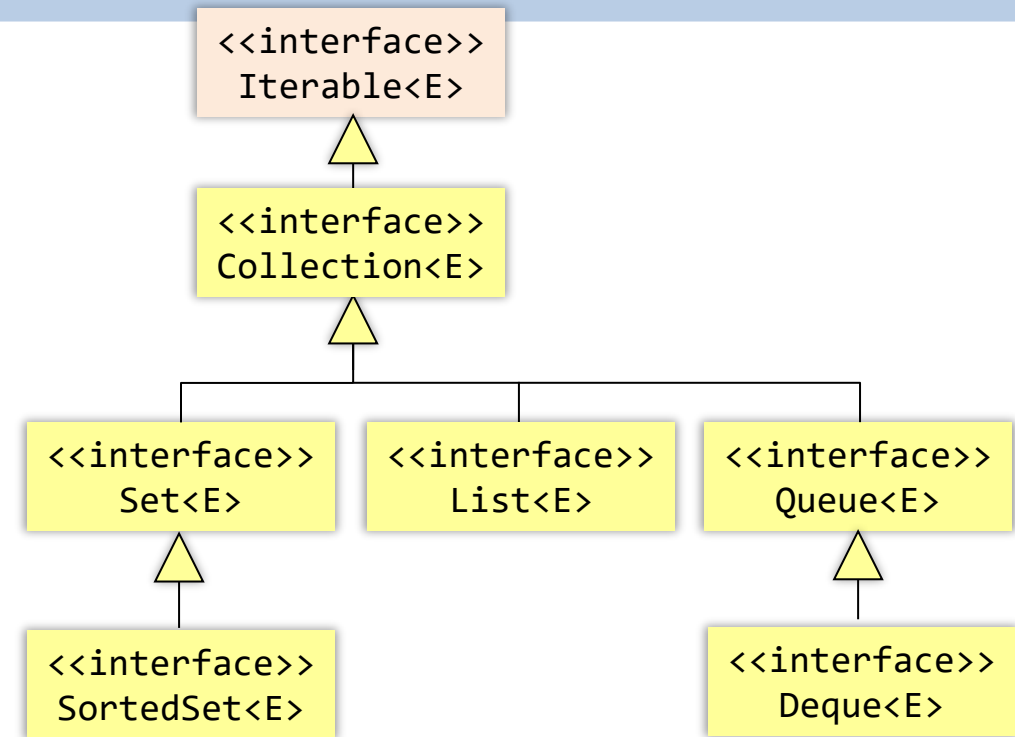 <<interface>>
Iterable<E>
<<interface>>
Collection<E>
<<interface>>
Set<E>
<<interface>>
List<E>
<<interface>>
Queue<E>
<<interface>>
SortedSet<E>
<<interface>>
Deque<E>